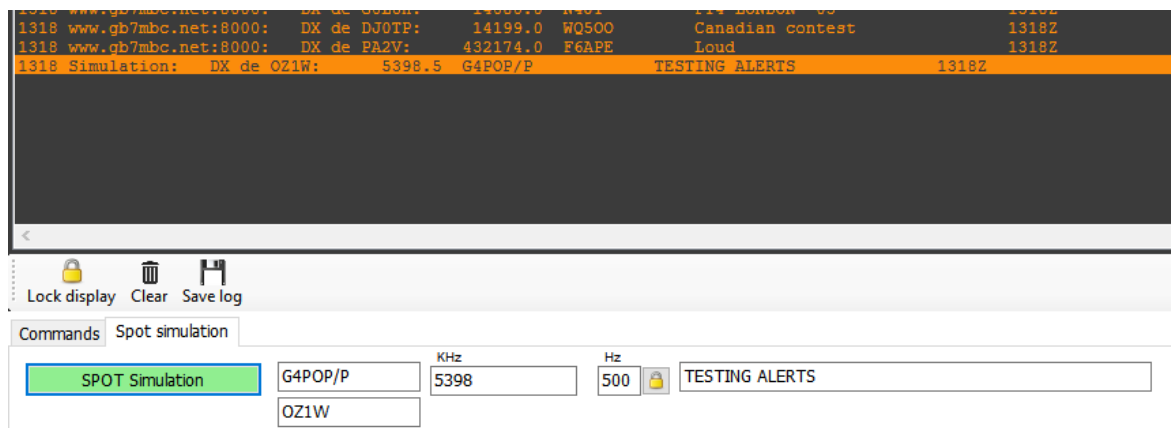 1318 www.gb7mbc.net:8000: DX de DJ0TP: 14199.0 WQ5OO Canadian contest 1318Z
1318 www.gb7mbc.net:8000: DX de PA2V: 432174.0 F6APE Loud 1318Z
1318 Simulation: DX de OZ1W: 5398.5 G4POP/P TESTING ALERTS 1318Z
Lock display Clear Save log
Commands Spot simulation
KHz Hz
SPOT Simulation G4POP/P 5398 500 TESTING ALERTS
OZ1W